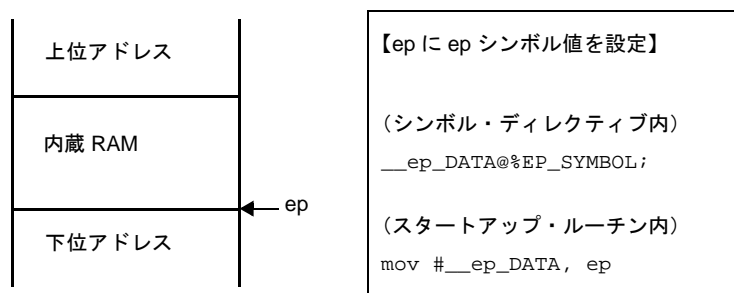 上位アドレス
内蔵 RAM
ep
下位アドレス
【ep に ep シンボル値を設定】
（シンボル・ディレクティブ内）
__ep_DATA@%EP_SYMBOL;
（スタートアップ・ルーチン内）
mov #__ep_DATA, ep